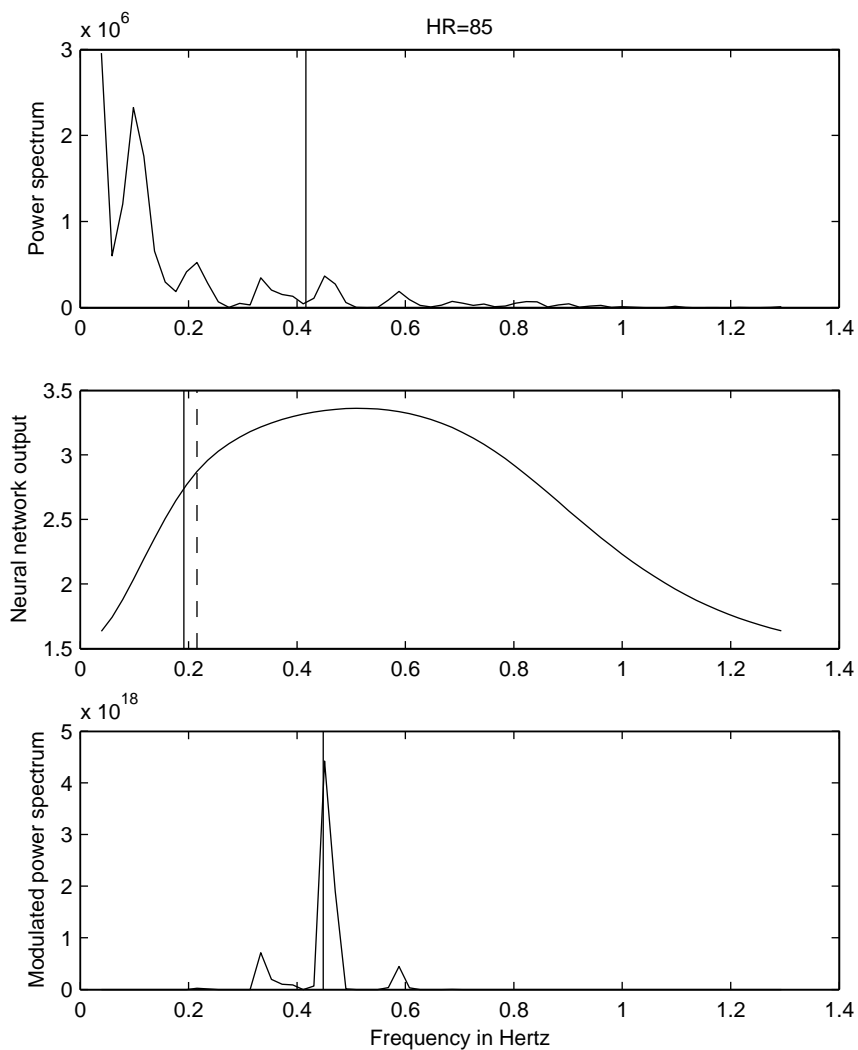 HR=85
x 10^6
3
2
1
0
Power spectrum
0 0.2 0.4 0.6 0.8 1 1.2 1.4
3.5
3
2.5
2
1.5
Neural network output
0 0.2 0.4 0.6 0.8 1 1.2 1.4
x 10^18
5
4
3
2
1
0
Modulated power spectrum
0 0.2 0.4 0.6 0.8 1 1.2 1.4
Frequency in Hertz